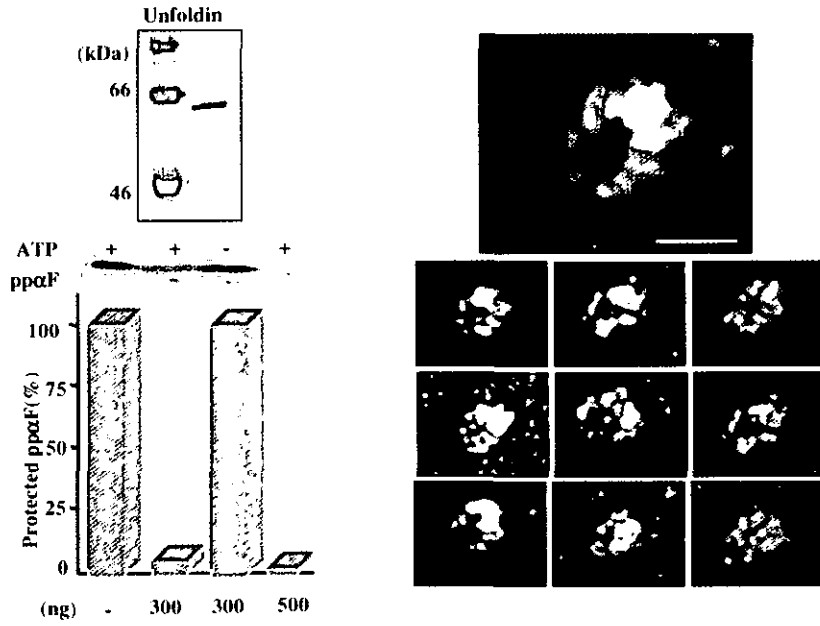 Unfoldin
(kDa)
66
46
ATP + + - +
ppαF
100
75
50
25
0
Protected ppαF(%)
(ng) - 300 300 500